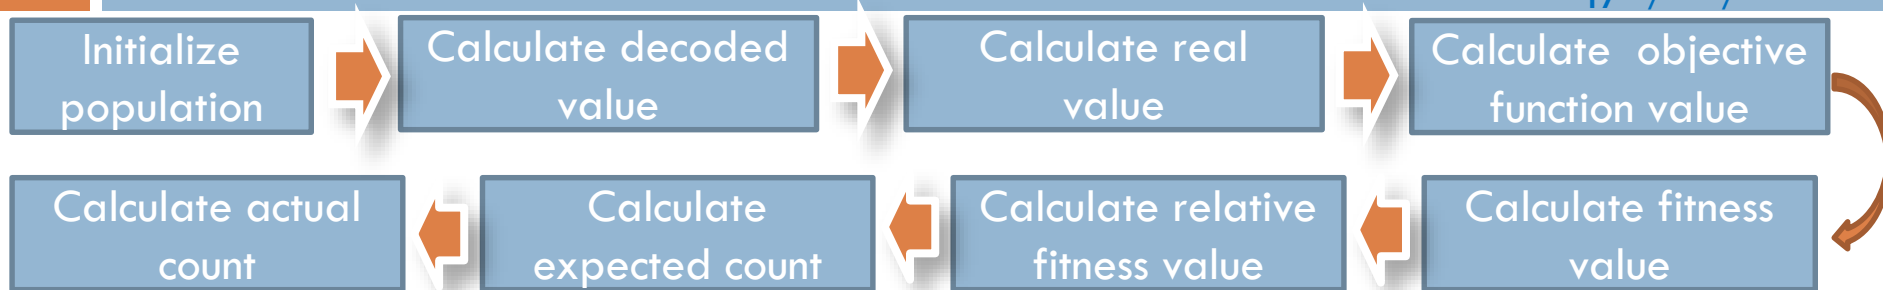 Initialize
population
Calculate decoded
value
Calculate real
value
Calculate objective
function value
Calculate fitness
value
Calculate relative
fitness value
Calculate
expected count
Calculate actual
count